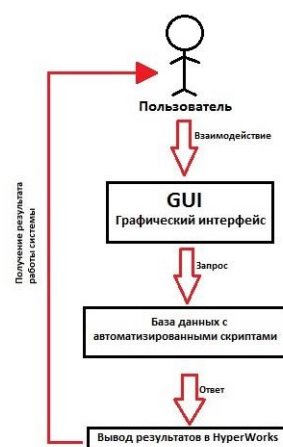 Пользователь
Взаимодействие
GUI
Графический интерфейс
Запрос
База данных с
автоматизированными скриптами
Ответ
Вывод результатов в HyperWorks
Получение результата
работы системы